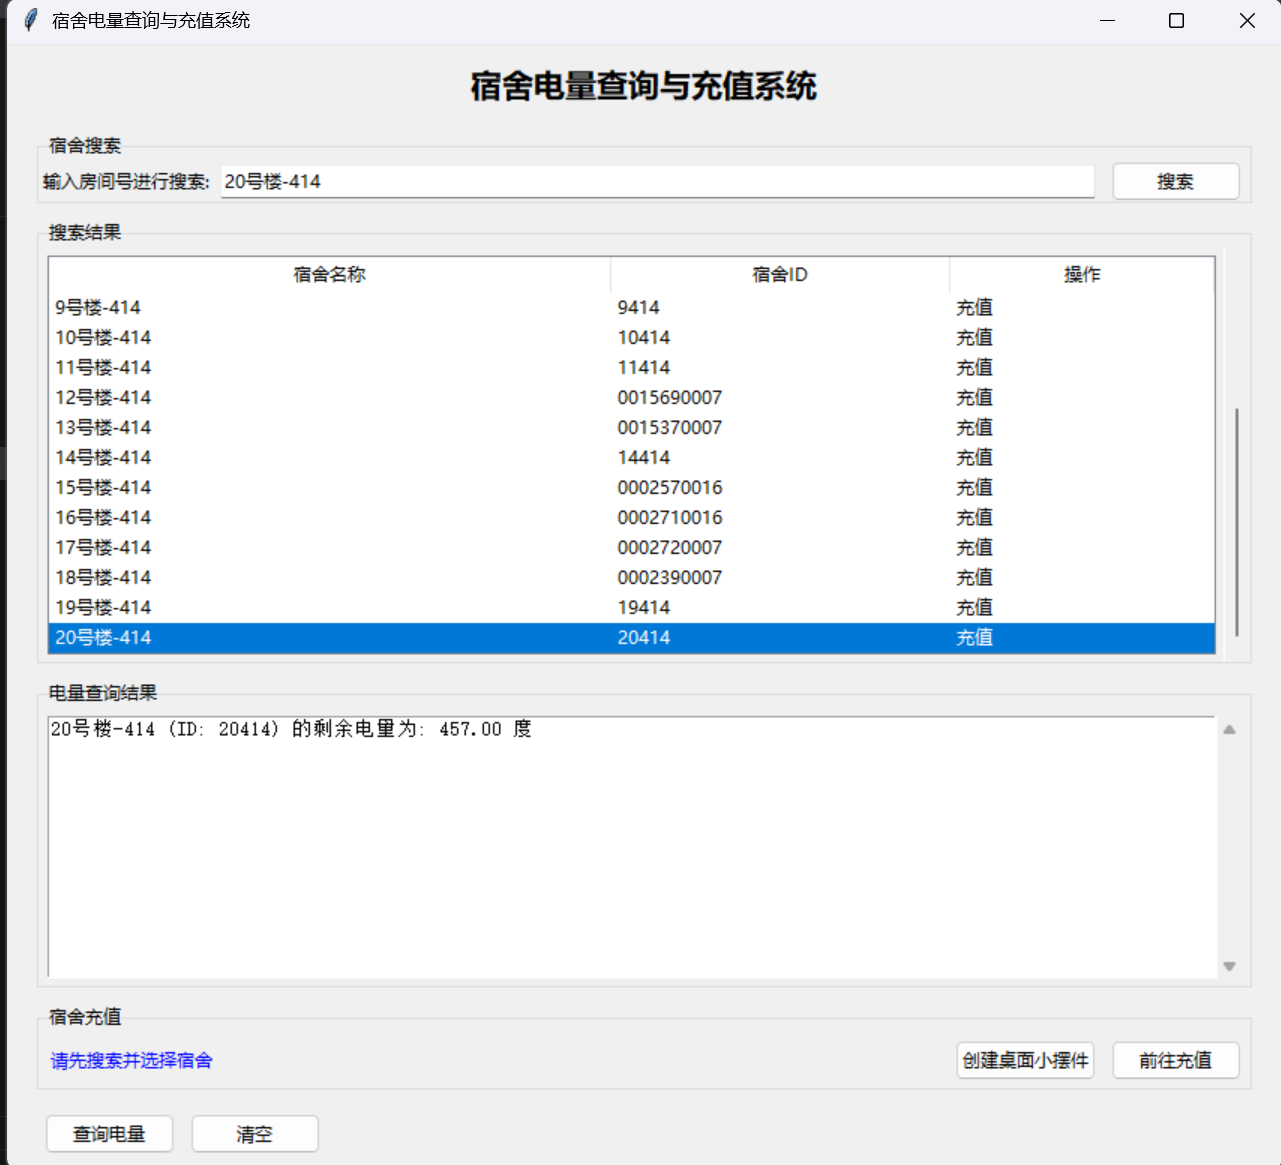 宿舍电量查询与充值系统
宿舍电量查询与充值系统
宿舍搜索
输入房间号进行搜索: 20号楼-414 搜索
搜索结果
宿舍名称 宿舍ID 操作
9号楼-414 9414 充值
10号楼-414 10414 充值
11号楼-414 11414 充值
12号楼-414 0015690007 充值
13号楼-414 0015370007 充值
14号楼-414 14414 充值
15号楼-414 0002570016 充值
16号楼-414 0002710016 充值
17号楼-414 0002720007 充值
18号楼-414 0002390007 充值
19号楼-414 19414 充值
20号楼-414 20414 充值
电量查询结果
20号楼-414 (ID: 20414) 的剩余电量为: 457.00 度
宿舍充值
请先搜索并选择宿舍 创建桌面小摆件 前往充值
查询电量 清空